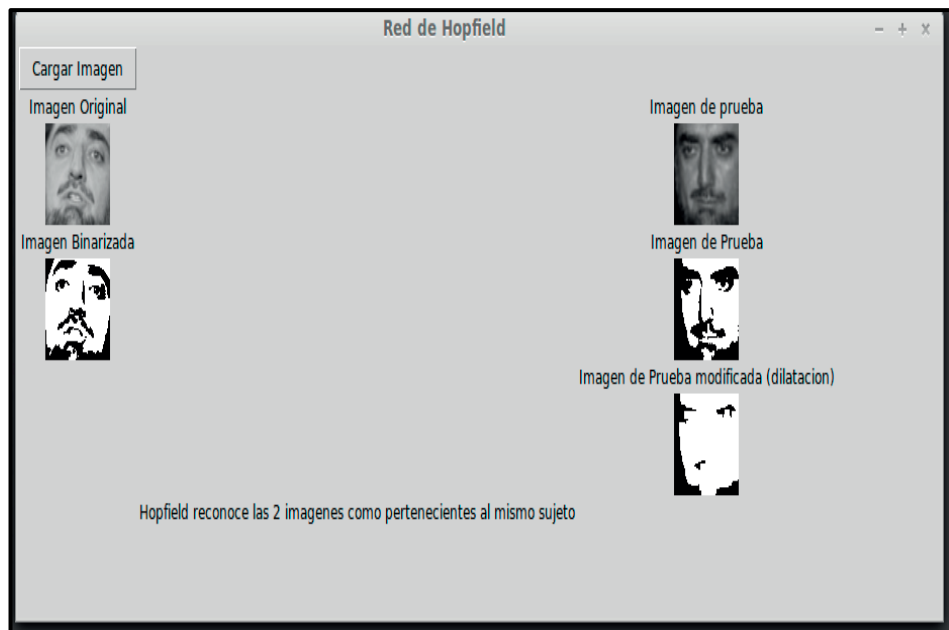 Red de Hopfield
Cargar Imagen
Imagen Original
Imagen de prueba
Imagen Binarizada
Imagen de Prueba
Imagen de Prueba modificada (dilatacion)
Hopfield reconoce las 2 imagenes como pertenecientes al mismo sujeto